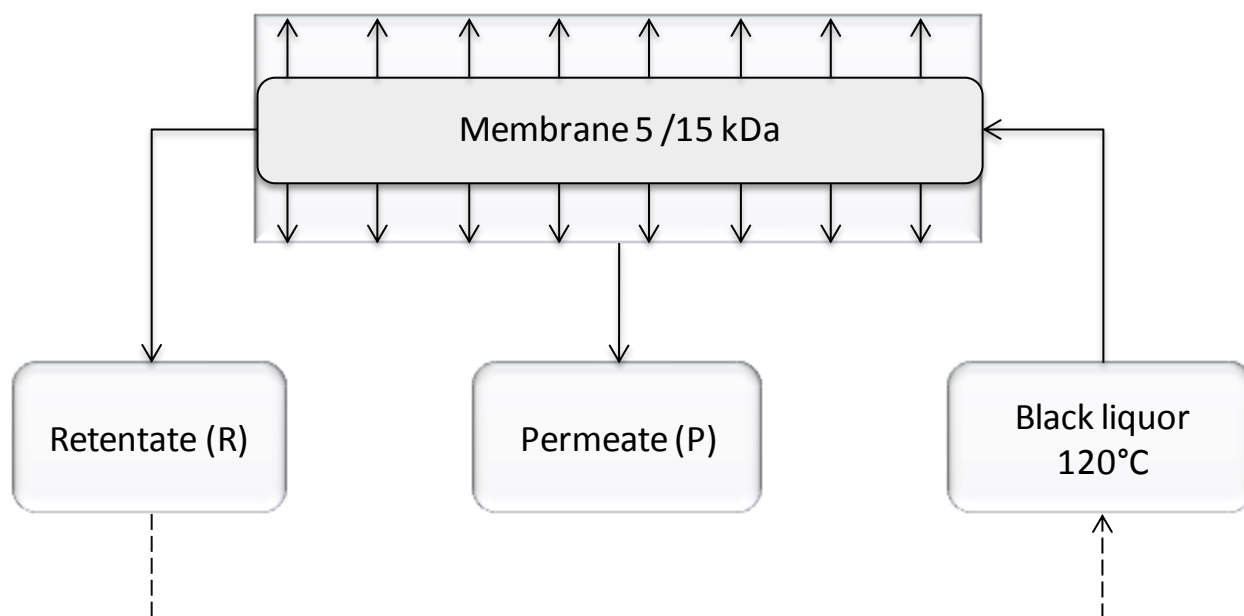 Membrane 5 /15 kDa
Retentate (R)
Permeate (P)
Black liquor
120°C